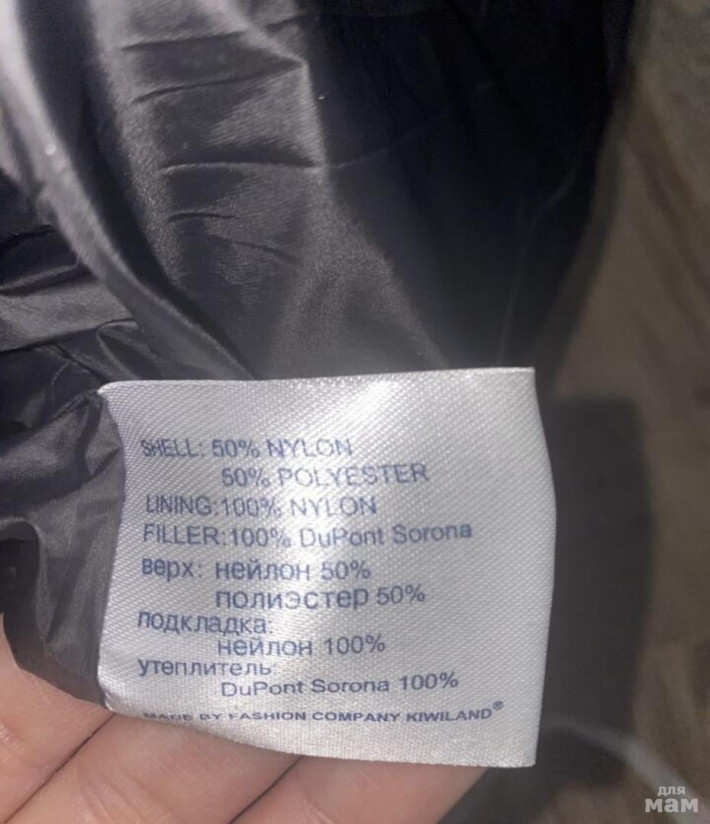 SHELL: 50% NYLON
50% POLYESTER
LINING:100% NYLON
FILLER:100% DuPont Sorona
верх: нейлон 50%
полиэстер 50%
подкладка:
нейлон 100%
утеплитель:
DuPont Sorona 100%
MADE BY FASHION COMPANY KIWILAND®
для
мам